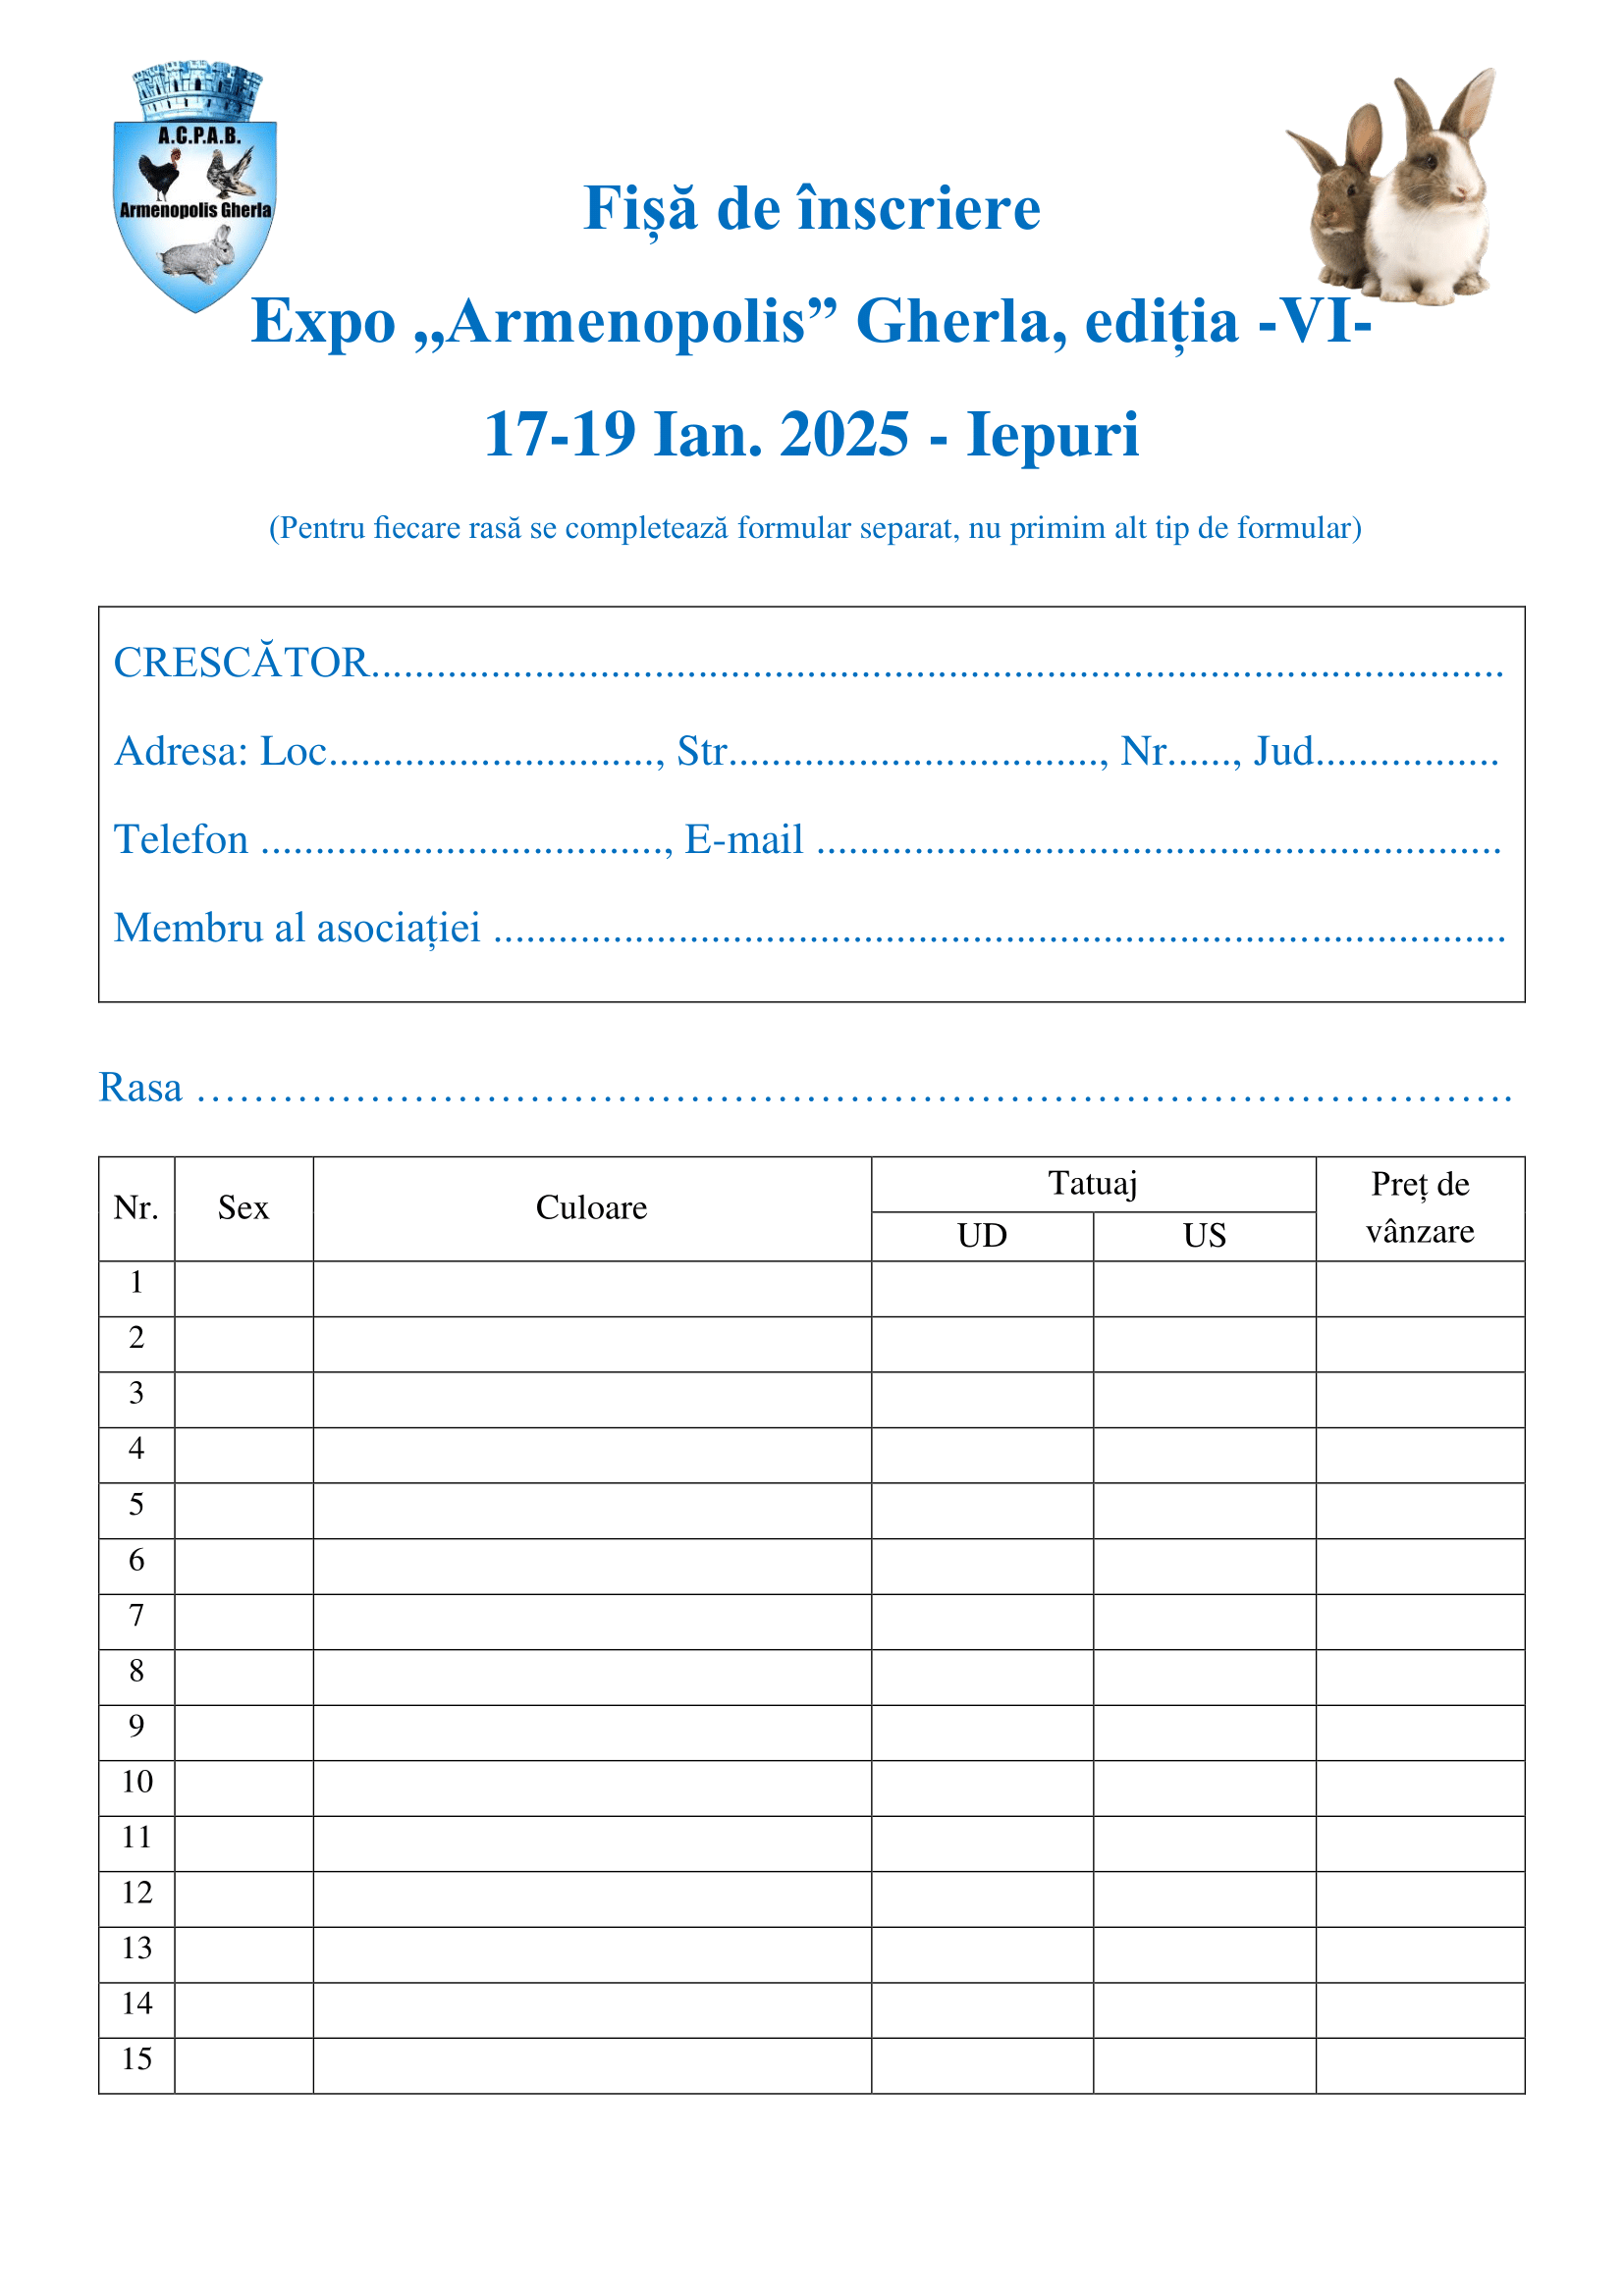 A.C.P.A.B.
Armenopolis Gherla
Fișă de înscriere
Expo „Armenopolis” Gherla, ediția -VI-
17-19 Ian. 2025 - Iepuri
(Pentru fiecare rasă se completează formular separat, nu primim alt tip de formular)
CRESCĂTOR........................................................................................................
Adresa: Loc.............................., Str.................................., Nr......, Jud.................
Telefon ....................................., E-mail ...............................................................
Membru al asociației .............................................................................................
Rasa ……………………………………………………………………………………….
Nr. Sex Culoare Tatuaj Preț de vânzare
UD US
1
2
3
4
5
6
7
8
9
10
11
12
13
14
15